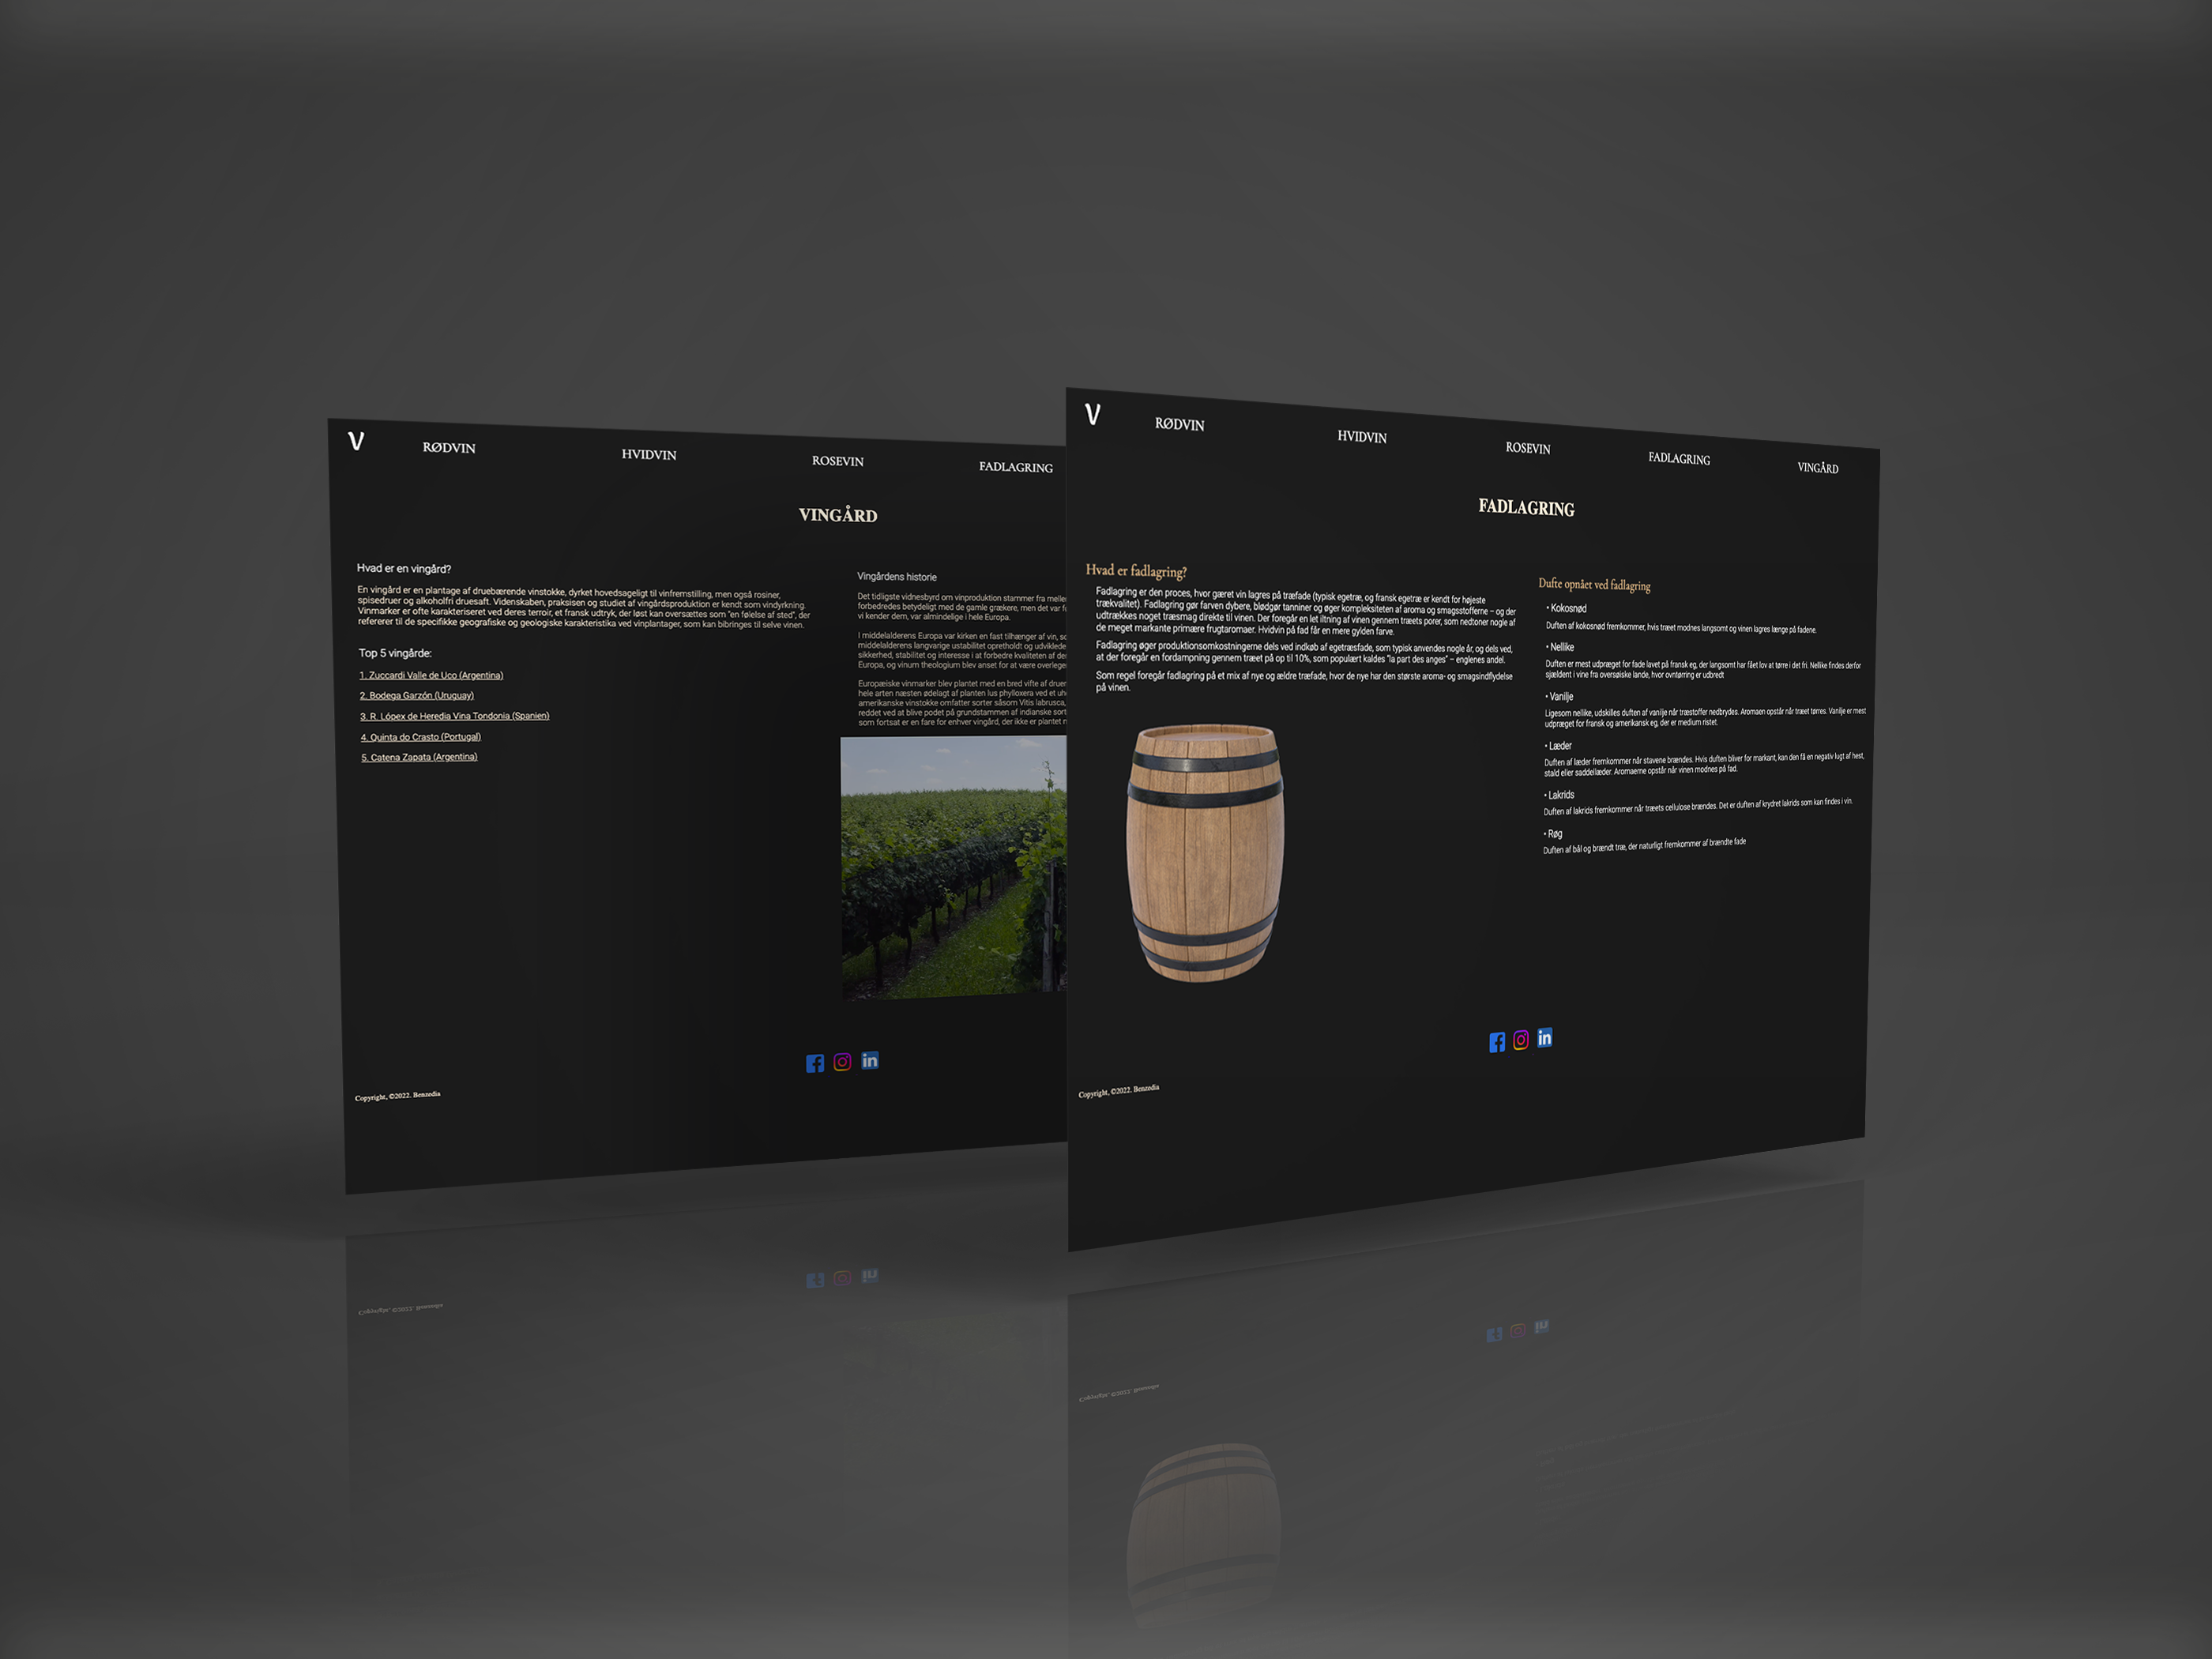 V
RØDVIN
HVIDVIN
ROSEVIN
FADLAGRING
VINGÅRD
Hvad er en vingård?
En vingård er en plantage af druebærende vinstokke, dyrket hovedsageligt til vinfremstilling, men også rosiner,
spisedruer og alkoholfri druesaft. Videnskaben, praksisen og studiet af vingårdsproduktion er kendt som vindyrkning.
Vinmarker er ofte karakteriseret ved deres terroir, et fransk udtryk, der løst kan oversættes som "en følelse af sted", der
refererer til de specifikke geografiske og geologiske karakteristika ved vinplantager, som kan bibringes til selve vinen.
Top 5 vingårde:
1. Zuccardi Valle de Uco (Argentina)
2. Bodega Garzón (Uruguay)
3. R. Lópex de Heredia Vina Tondonia (Spanien)
4. Quinta do Crasto (Portugal)
5. Catena Zapata (Argentina)
Vingårdens historie
Det tidligste vidnesbyrd om vinproduktion stammer fra
forbedredes betydeligt med de gamle grækere, men det var
vi kender dem, var almindelige i hele Europa.
I middelalderens Europa var kirken en fast tilhænger af vin,
middelalderens langvarige ustabilitet opretholdt og udviklede
sikkerhed, stabilitet og interesse i at forbedre kvaliteten af
Europa, og vinum theologium blev anset for at være
Europæiske vinmarker blev plantet med en bred vifte af
hele arten næsten ødelagt af planten lus phylloxera ved et
amerikanske vinstokke omfatter sorter såsom Vitis labrusca,
reddet ved at blive podet på grundstammen af indianske
som fortsat er en fare for enhver vingård, der ikke er plantet
Copyright, ©2022. Benzedia
V
RØDVIN
HVIDVIN
ROSEVIN
FADLAGRING
VINGÅRD
FADLAGRING
Hvad er fadlagring?
Fadlagring er den proces, hvor gæret vin lagres på træfade (typisk egetræ, og fransk egetræ er kendt for højeste
trækvalitet). Fadlagring gør farven dybere, blødgør tanniner og øger kompleksiteten af aroma og smagsstofferne – og der
udtrækkes noget træsmag direkte til vinen. Der foregår en let iltning af vinen gennem træets porer, som nedtoner nogle af
de meget markante primære frugtaromaer. Hvidvin på fad får en mere gylden farve.
Fadlagring øger produktionsomkostningerne dels ved indkøb af egetræsfade, som typisk anvendes nogle år, og dels ved,
at der foregår en fordampning gennem træet på op til 10%, som populært kaldes "la part des anges" – englenes andel.
Som regel foregår fadlagring på et mix af nye og ældre træfade, hvor de nye har den største aroma- og smagsindflydelse
på vinen.
Dufte opnået ved fadlagring
• Kokosnød
Duften af kokosnød fremkommer, hvis træet modnes langsomt og vinen lagres længe på fadene.
• Nellike
Duften er mest udpræget for fade lavet på fransk eg, der langsomt har fået lov at tørre i det fri. Nellike findes derfor
sjældent i vine fra oversøiske lande, hvor ovntørring er udbredt
• Vanilje
Ligesom nellike, udskilles duften af vanilje når træstoffer nedbrydes. Aromaen opstår når træet tørres. Vanilje er mest
udpræget for fransk og amerikansk eg, der er medium ristet.
• Læder
Duften af læder fremkommer når stavene brændes. Hvis duften bliver for markant, kan den få en negativ lugt af hest,
stald eller saddellæder. Aromaerne opstår når vinen modnes på fad.
• Lakrids
Duften af lakrids fremkommer når træets cellulose brændes. Det er duften af krydret lakrids som kan findes i vin.
• Røg
Duften af bål og brændt træ, der naturligt fremkommer af brændte fade
Copyright, ©2022. Benzedia